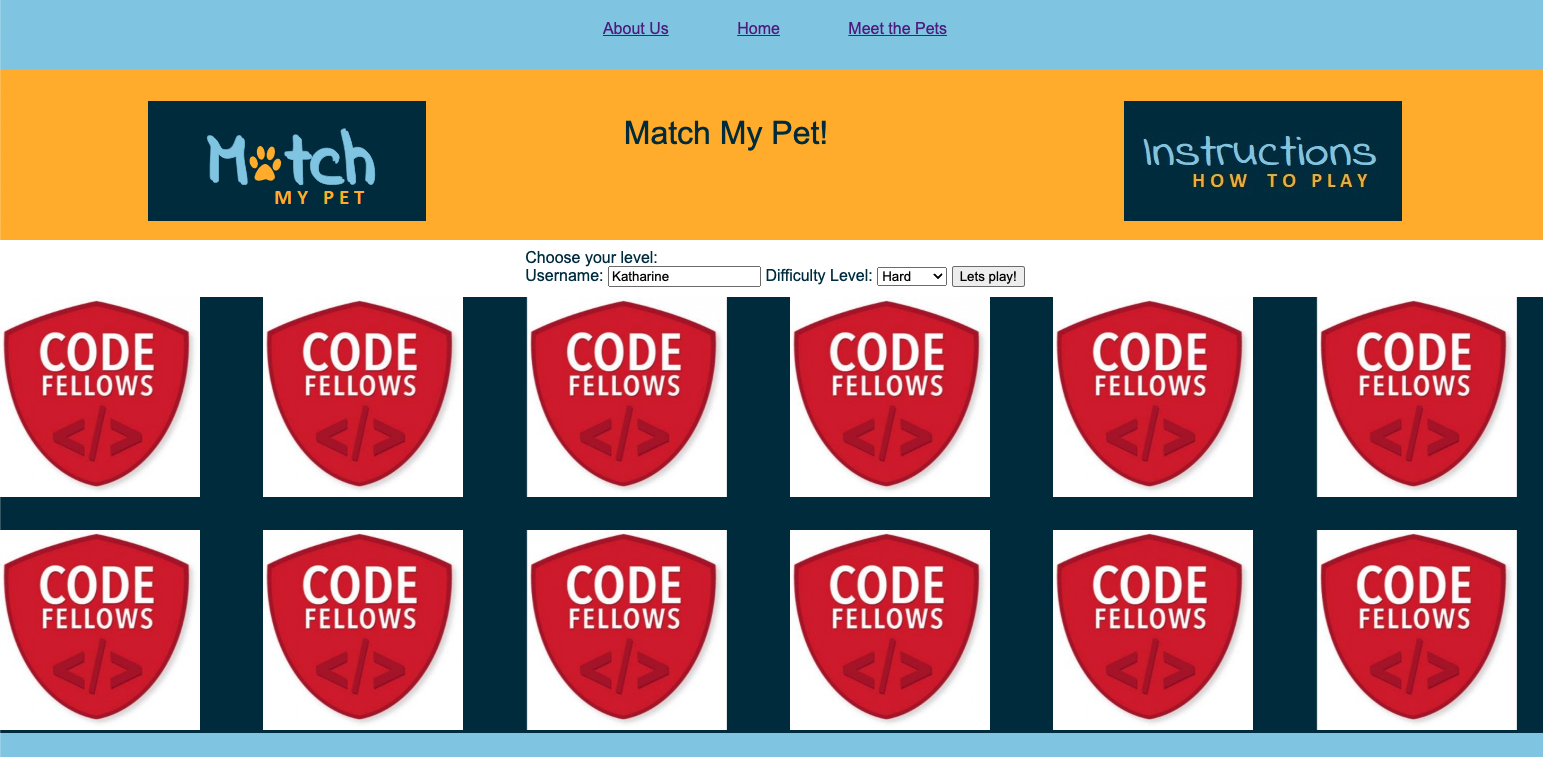 About Us Home Meet the Pets
Match
MY PET
Match My Pet!
Instructions
HOW TO PLAY
Choose your level:
Username: Katharine Difficulty Level: Hard Lets play!
CODE CODE CODE CODE CODE CODE
FELLOWS FELLOWS FELLOWS FELLOWS FELLOWS FELLOWS
</> </> </> </> </> </>
CODE CODE CODE CODE CODE CODE
FELLOWS FELLOWS FELLOWS FELLOWS FELLOWS FELLOWS
</> </> </> </> </> </>